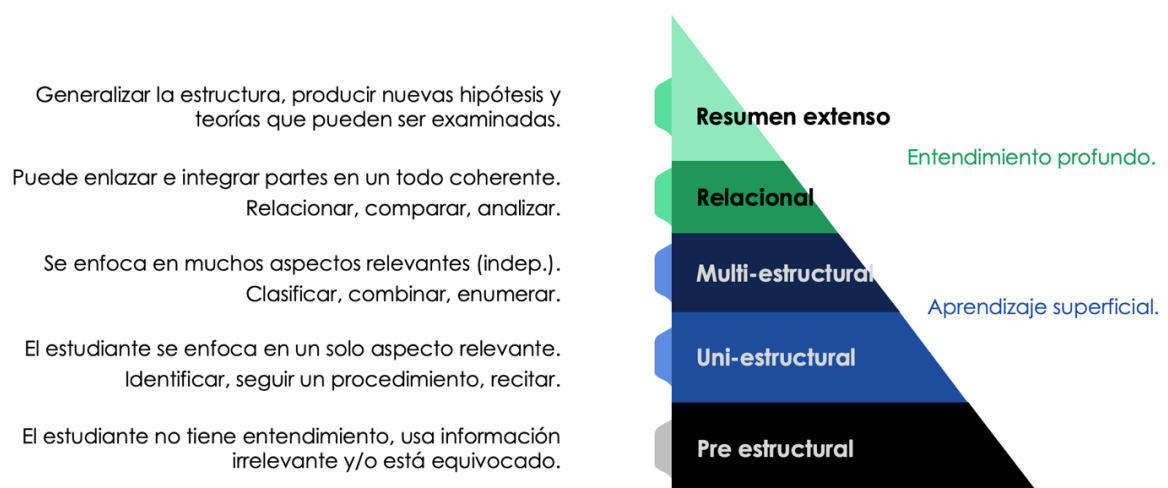 Generalizar la estructura, producir nuevas hipótesis y
teorías que pueden ser examinadas.
Resumen extenso
Entendimiento profundo.
Puede enlazar e integrar partes en un todo coherente.
Relacionar, comparar, analizar.
Relacional
Se enfoca en muchos aspectos relevantes (indep.).
Clasificar, combinar, enumerar.
Multi-estructural
Aprendizaje superficial.
El estudiante se enfoca en un solo aspecto relevante.
Identificar, seguir un procedimiento, recitar.
Uni-estructural
El estudiante no tiene entendimiento, usa información
irrelevante y/o está equivocado.
Pre estructural